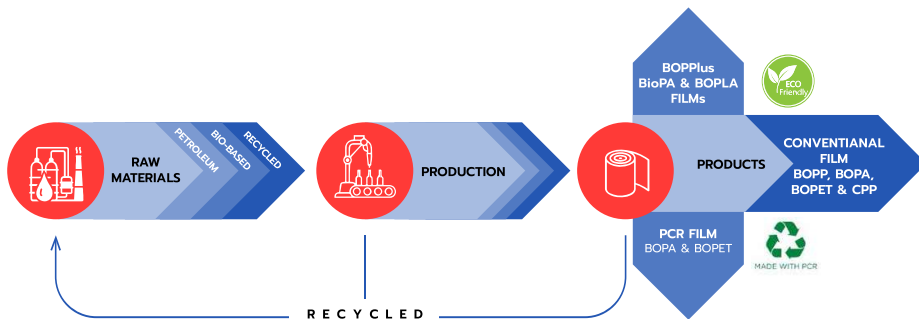 RAW
MATERIALS
PETROLEUM
BIO-BASED
RECYCLED
PRODUCTION
BOPPlus
BioPA & BOPLA
FILMs
ECO
Friendly
PRODUCTS
CONVENTIANAL
FILM
BOPP, BOPA,
BOPET & CPP
PCR FILM
BOPA & BOPET
MADE WITH PCR
RECYCLED